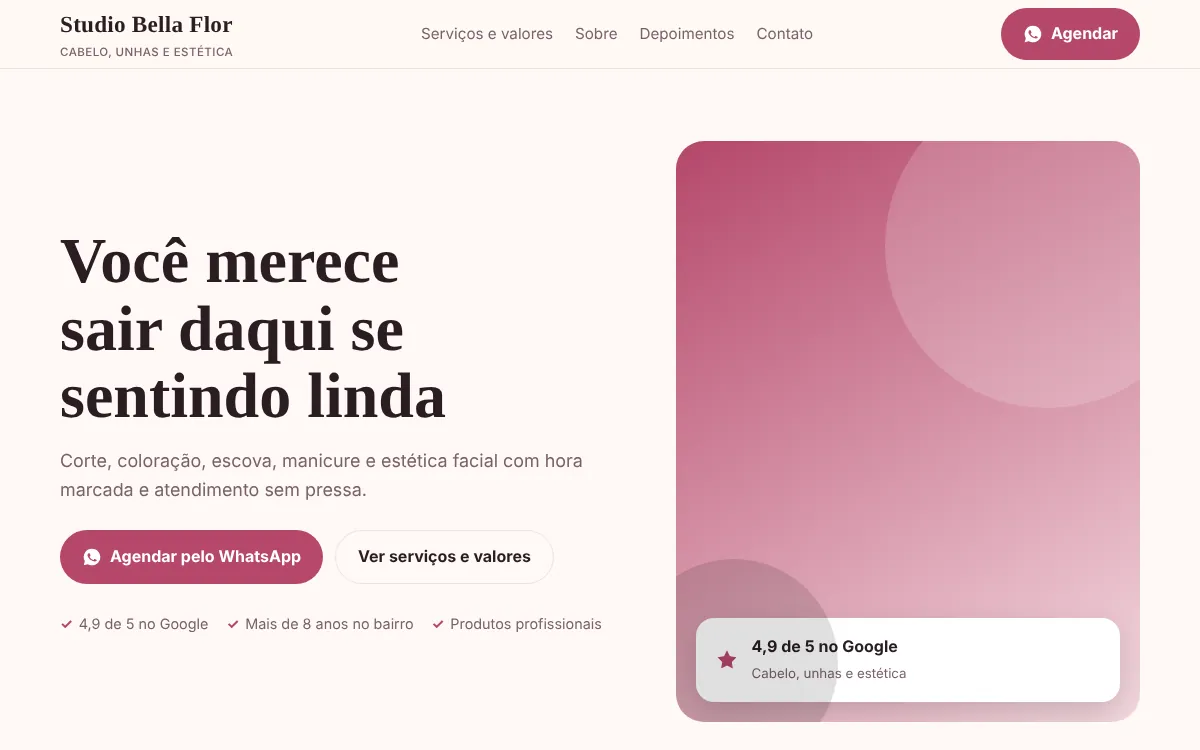 Studio Bella Flor
CABELO, UNHAS E ESTÉTICA
Serviços e valores
Sobre
Depoimentos
Contato
Agendar
Você merece
sair daqui se
sentindo linda
Corte, coloração, escova, manicure e estética facial com hora
marcada e atendimento sem pressa.
Agendar pelo WhatsApp
Ver serviços e valores
4,9 de 5 no Google
Mais de 8 anos no bairro
Produtos profissionais
4,9 de 5 no Google
Cabelo, unhas e estética